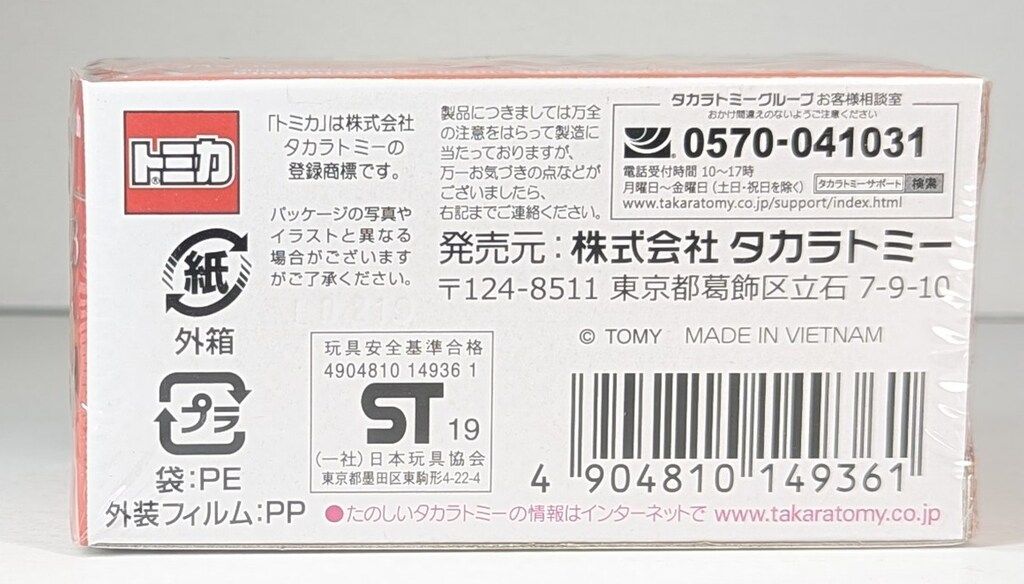 トミカ
®
「トミカ」は株式会社
タカラトミーの
登録商標です。
パッケージの写真や
イラストと異なる
場合がございます
がご了承ください。
製品につきましては万全
の注意をはらって製造に
当たっておりますが、
万一お気づきの点などが
ございましたら、
右記までご連絡ください。
タカラトミーグループ お客様相談室
おかけ間違えのないようご注意ください
0570-041031
電話受付時間 10〜17時
月曜日〜金曜日 (土日・祝日を除く) タカラトミーサポート 検索
www.takaratomy.co.jp/support/index.html
発売元:株式会社 タカラトミー
〒124-8511 東京都葛飾区立石 7-9-10
© TOMY MADE IN VIETNAM
紙
外箱
プラ
袋:PE
外装フィルム:PP
玩具安全基準合格
4904810 14936 1
ST 19
(一社)日本玩具協会
東京都墨田区東駒形4-22-4
4 904810 149361
●たのしいタカラトミーの情報はインターネットで www.takaratomy.co.jp